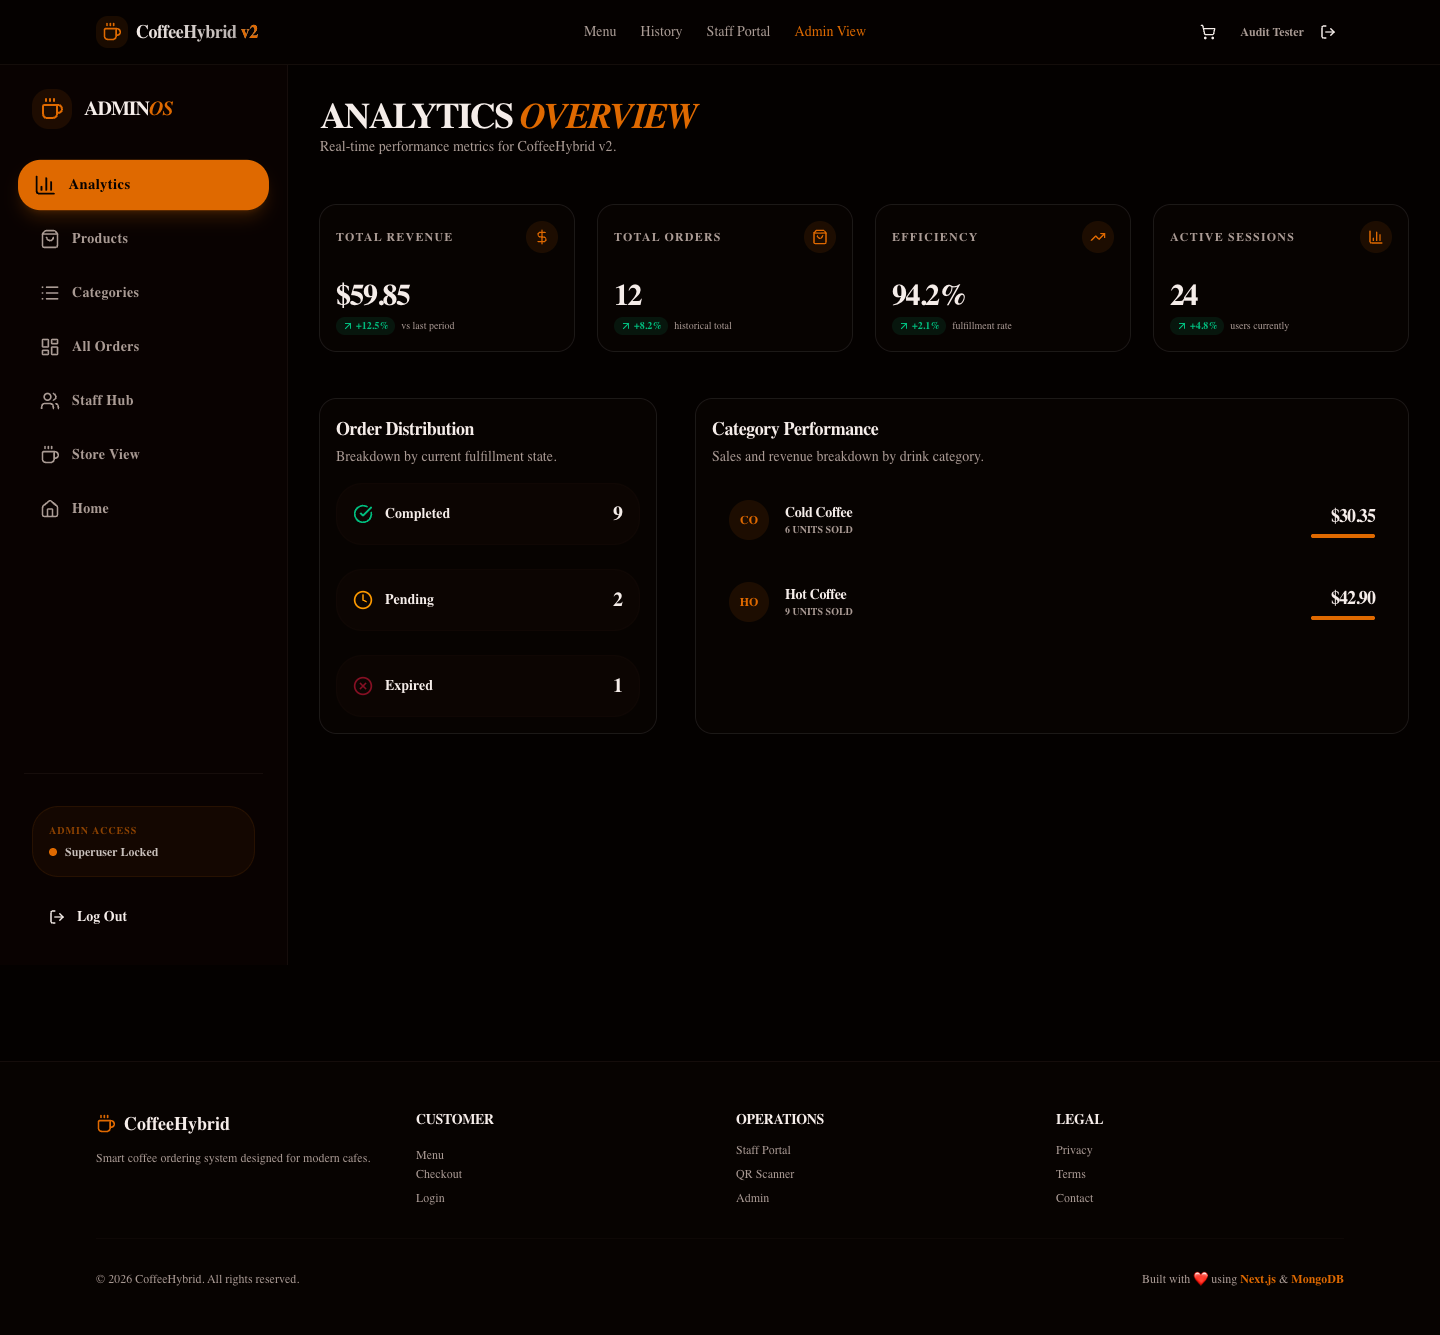 CoffeeHybrid v2
Menu
History
Staff Portal
Admin View
Audit Tester
ADMINOS
Analytics
Products
Categories
All Orders
Staff Hub
Store View
Home
ADMIN ACCESS
Superuser Locked
Log Out
ANALYTICS OVERVIEW
Real-time performance metrics for CoffeeHybrid v2.
TOTAL REVENUE
$59.85
+12.5% vs last period
TOTAL ORDERS
12
+8.2% historical total
EFFICIENCY
94.2%
+2.1% fulfillment rate
ACTIVE SESSIONS
24
+4.8% users currently
Order Distribution
Breakdown by current fulfillment state.
Completed 9
Pending 2
Expired 1
Category Performance
Sales and revenue breakdown by drink category.
CO
Cold Coffee
6 UNITS SOLD
$30.35
HO
Hot Coffee
9 UNITS SOLD
$42.90
CoffeeHybrid
Smart coffee ordering system designed for modern cafes.
CUSTOMER
Menu
Checkout
Login
OPERATIONS
Staff Portal
QR Scanner
Admin
LEGAL
Privacy
Terms
Contact
© 2026 CoffeeHybrid. All rights reserved.
Built with ❤️ using Next.js & MongoDB